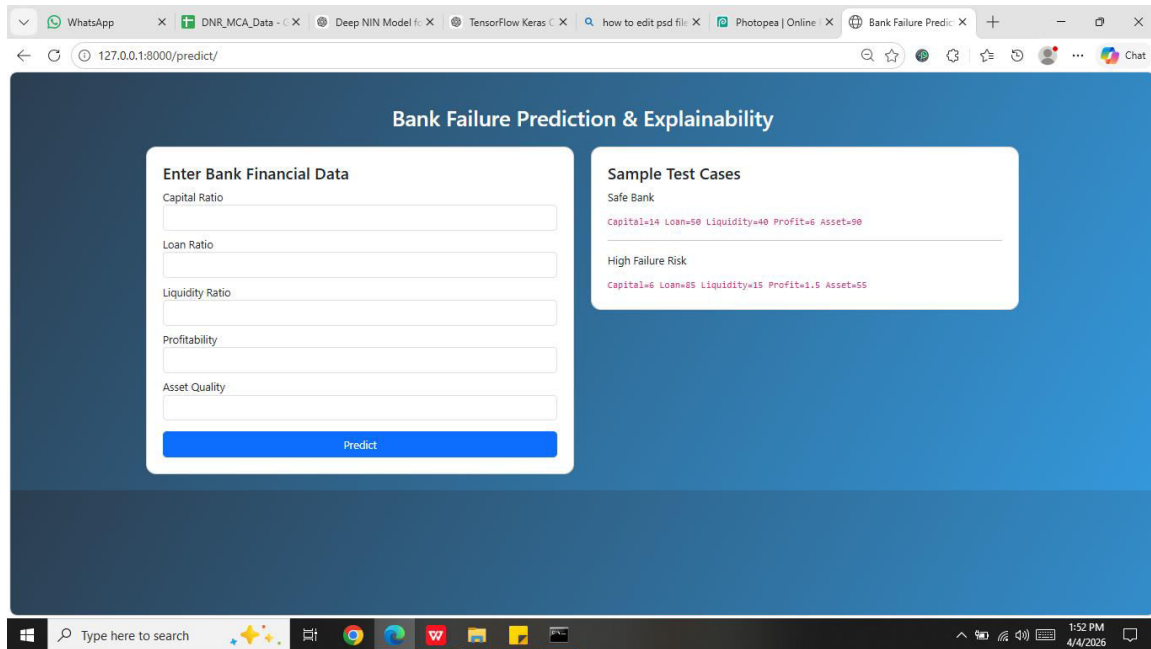 WhatsApp
DNR_MCA_Data - G
Deep NIN Model fo
TensorFlow Keras C
how to edit psd file
Photopea | Online
Bank Failure Predic
127.0.0.1:8000/predict/
Chat
Bank Failure Prediction & Explainability
Enter Bank Financial Data
Capital Ratio
Loan Ratio
Liquidity Ratio
Profitability
Asset Quality
Predict
Sample Test Cases
Safe Bank
Capital=14 Loan=50 Liquidity=40 Profit=6 Asset=90
High Failure Risk
Capital=6 Loan=85 Liquidity=15 Profit=1.5 Asset=55
Type here to search
1:52 PM
4/4/2026